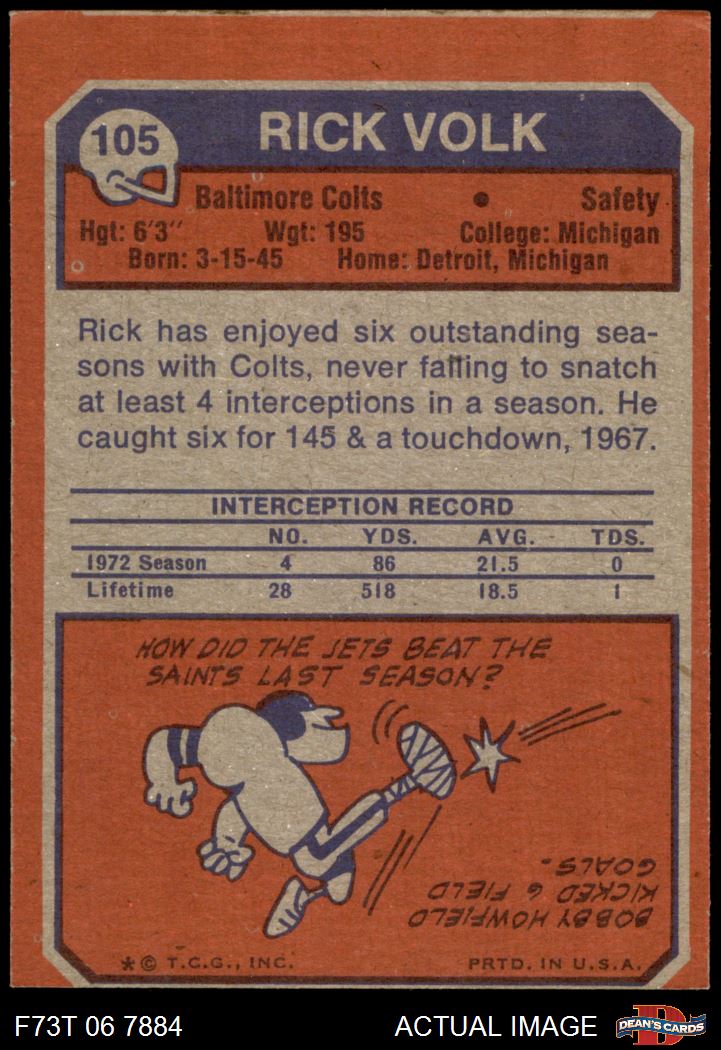 105
RICK VOLK
Baltimore Colts • Safety
Hgt: 6'3" Wgt: 195 College: Michigan
Born: 3-15-45 Home: Detroit, Michigan
Rick has enjoyed six outstanding sea-
sons with Colts, never failing to snatch
at least 4 interceptions in a season. He
caught six for 145 & a touchdown, 1967.
INTERCEPTION RECORD
NO. YDS. AVG. TDS.
1972 Season 4 86 21.5 0
Lifetime 28 518 18.5 1
HOW DID THE JETS BEAT THE
SAINTS LAST SEASON?
BOBBY HOWFIELD
KICKED 6 FIELD
GOALS.
* © T.C.G., INC. PRTD. IN U.S.A.
F73T 06 7884 ACTUAL IMAGE
D
DEAN'S CARDS